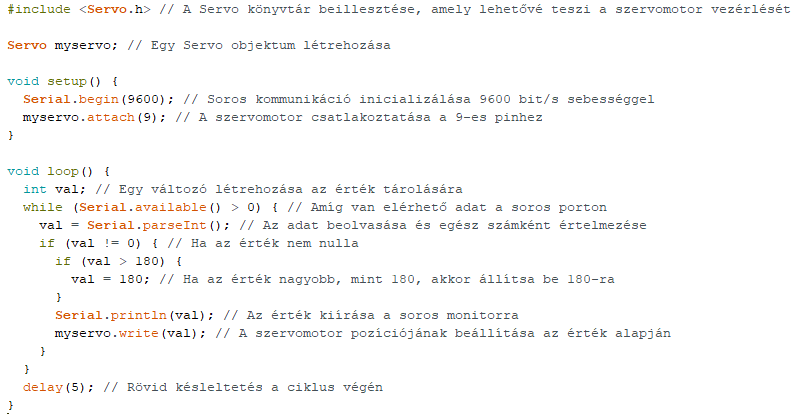 #include <Servo.h> // A Servo könyvtár beillesztése, amely lehetővé teszi a szervomotor vezérlését
Servo myservo; // Egy Servo objektum létrehozása
void setup() {
  Serial.begin(9600); // Soros kommunikáció inicializálása 9600 bit/s sebességgel
  myservo.attach(9); // A szervomotor csatlakoztatása a 9-es pinhez
}
void loop() {
  int val; // Egy változó létrehozása az érték tárolására
  while (Serial.available() > 0) { // Amíg van elérhető adat a soros porton
    val = Serial.parseInt(); // Az adat beolvasása és egész számként értelmezése
    if (val != 0) { // Ha az érték nem nulla
      if (val > 180) {
        val = 180; // Ha az érték nagyobb, mint 180, akkor állítsa be 180-ra
      }
      Serial.println(val); // Az érték kiírása a soros monitorra
      myservo.write(val); // A szervomotor pozíciójának beállítása az érték alapján
    }
  }
  delay(5); // Rövid késleltetés a ciklus végén
}